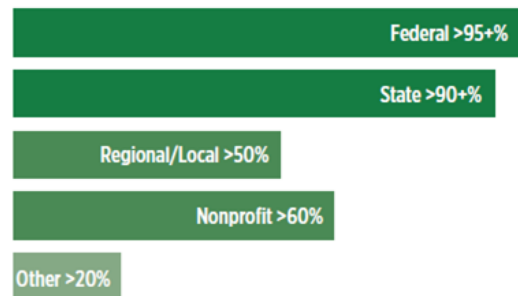 Federal >95+%
State >90+%
Regional/Local >50%
Nonprofit >60%
Other >20%